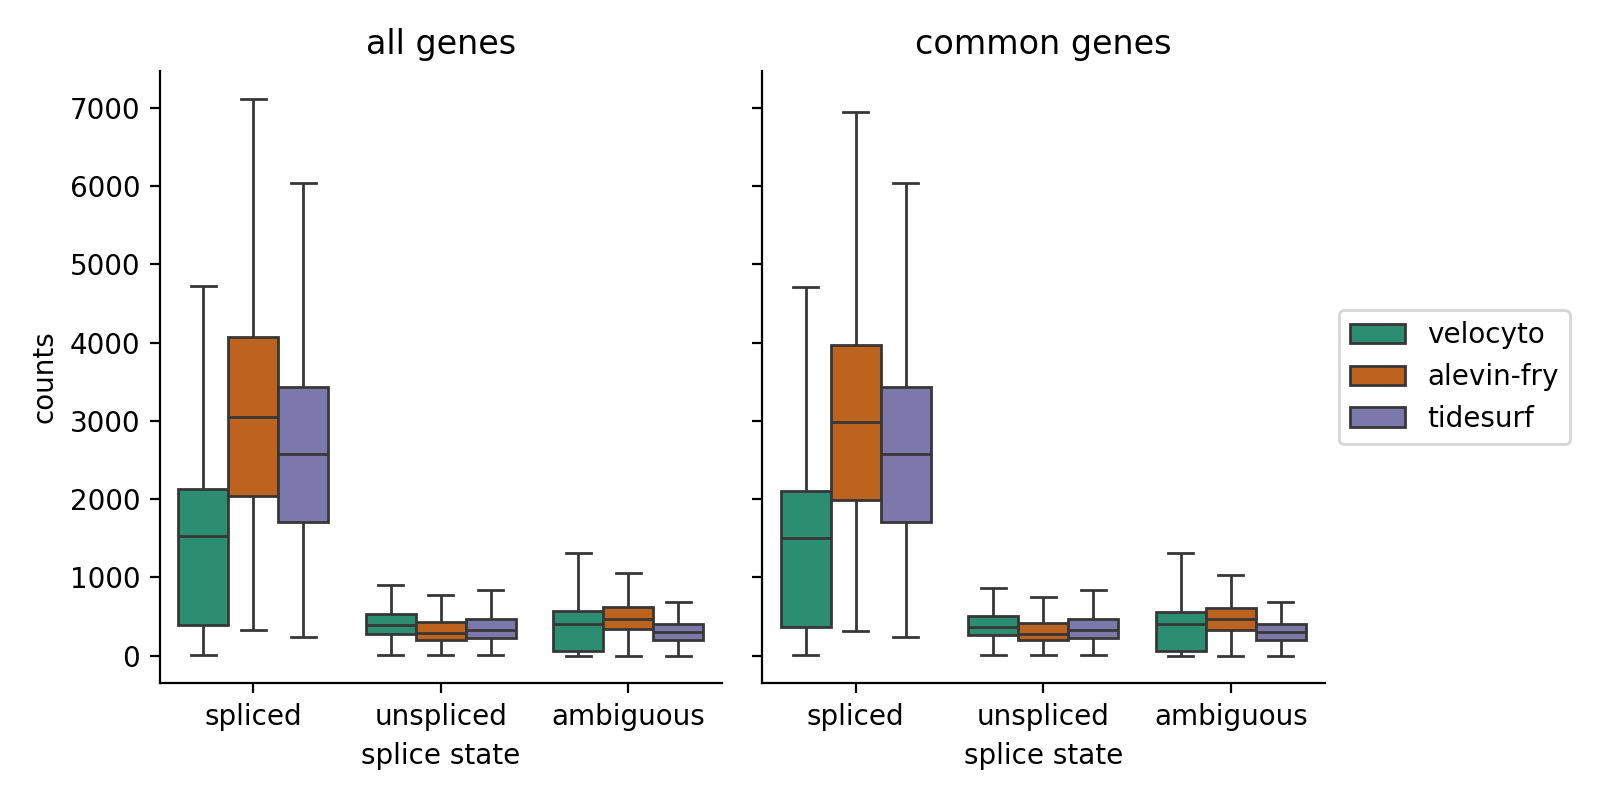 all genes
common genes
counts
7000
6000
5000
4000
3000
2000
1000
0
spliced
unspliced
ambiguous
splice state
spliced
unspliced
ambiguous
splice state
velocyto
alevin-fry
tidesurf